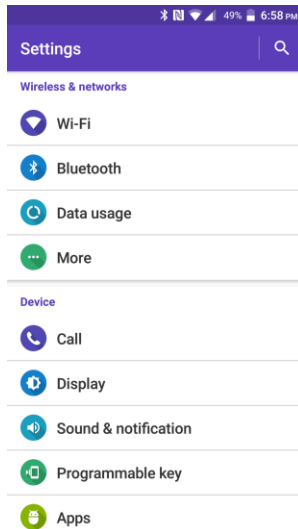 49% 6:58 PM
Settings
Wireless & networks
Wi-Fi
Bluetooth
Data usage
More
Device
Call
Display
Sound & notification
Programmable key
Apps